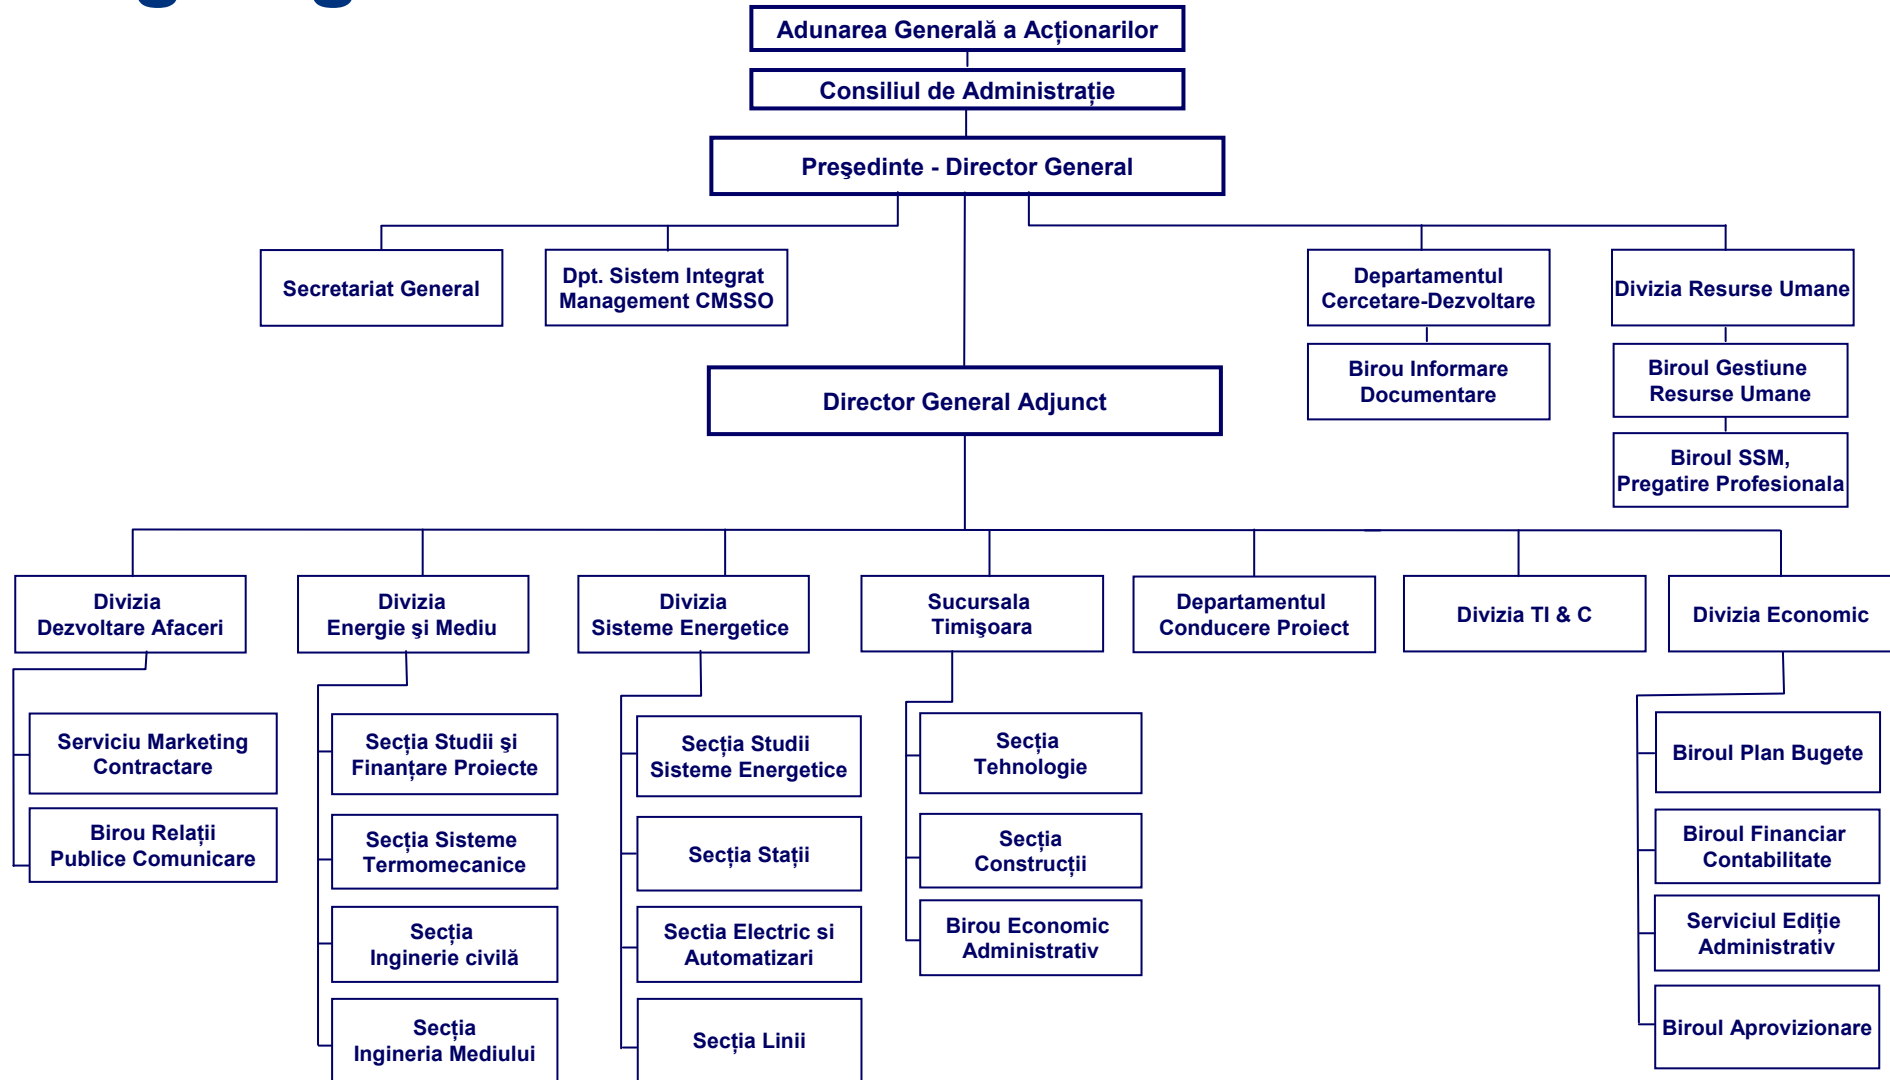 Adunarea Generală a Acționarilor
Consiliul de Administrație
Preşedinte - Director General
Secretariat General
Dpt. Sistem Integrat
Management CMSSO
Departamentul
Cercetare-Dezvoltare
Divizia Resurse Umane
Birou Informare
Documentare
Biroul Gestiune
Resurse Umane
Director General Adjunct
Biroul SSM,
Pregatire Profesionala
Divizia
Dezvoltare Afaceri
Divizia
Energie şi Mediu
Divizia
Sisteme Energetice
Sucursala
Timişoara
Departamentul
Conducere Proiect
Divizia TI & C
Divizia Economic
Serviciu Marketing
Contractare
Birou Relații
Publice Comunicare
Secția Studii şi
Finanțare Proiecte
Secția Sisteme
Termomecanice
Secția
Inginerie civilă
Secția
Ingineria Mediului
Secția Studii
Sisteme Energetice
Secția Stații
Sectia Electric si
Automatizari
Secția Linii
Secția
Tehnologie
Secția
Construcții
Birou Economic
Administrativ
Biroul Plan Bugete
Biroul Financiar
Contabilitate
Serviciul Ediție
Administrativ
Biroul Aprovizionare